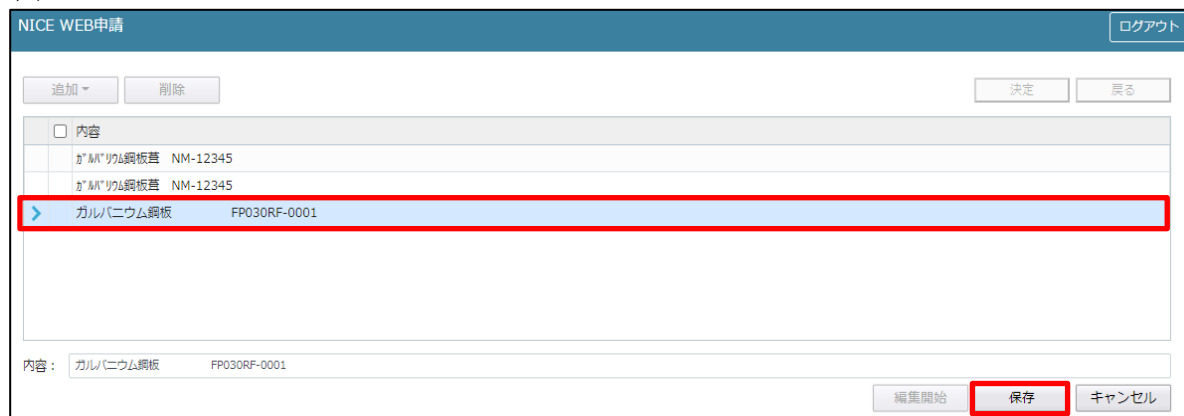 NICE WEB申請 ログアウト
追加 削除 決定 戻る
内容
ｶﾞﾙﾊﾞﾘｳﾑ鋼板葺 NM-12345
ｶﾞﾙﾊﾞﾘｳﾑ鋼板葺 NM-12345
ガルバニウム鋼板 FP030RF-0001
内容： ガルバニウム鋼板 FP030RF-0001
編集開始 保存 キャンセル